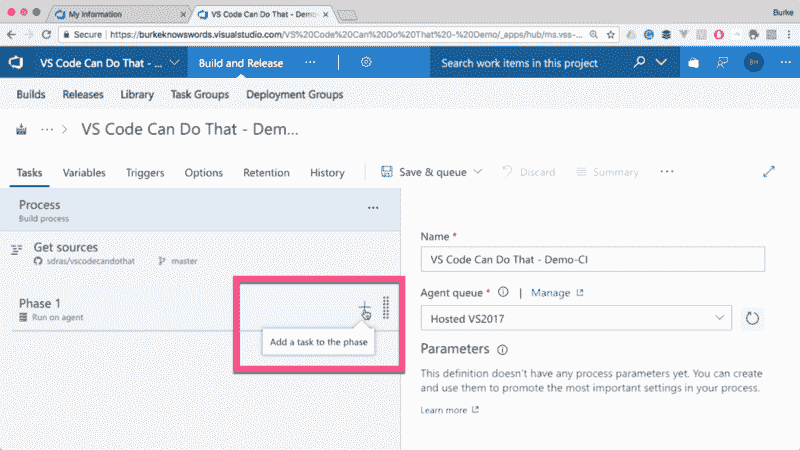 My Information
VS Code Can Do That - Demo-
Burke
Secure
https://burkeknowswords.visualstudio.com/VS%20Code%20Can%20Do%20That%20-%20Demo/_apps/hub/ms.vss-...
VS Code Can Do That - ...
Build and Release
...
Search work items in this project
BH
...
Builds
Releases
Library
Task Groups
Deployment Groups
... > VS Code Can Do That - Dem...
Tasks
Variables
Triggers
Options
Retention
History
Save & queue
Discard
Summary
...
Process
Build process
...
Get sources
sdras/vscodecandothat
master
Phase 1
Run on agent
Add a task to the phase
Name *
VS Code Can Do That - Demo-CI
Agent queue *
| Manage
Hosted VS2017
Parameters
This definition doesn't have any process parameters yet. You can create
and use them to promote the most important settings in your process.
Learn more